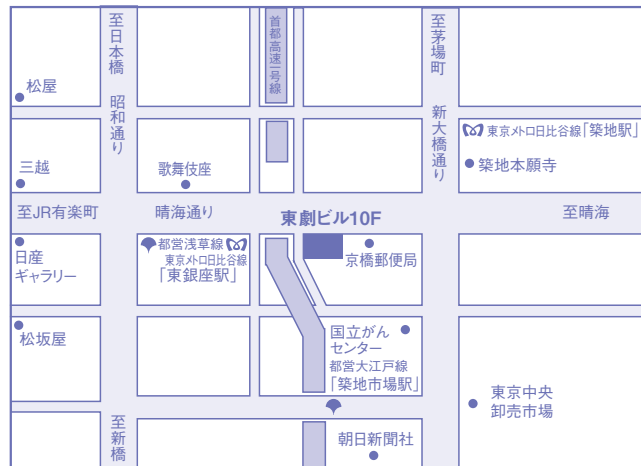 至日本橋
昭和通り
首都高速一号線
至茅場町
新大橋通り
松屋
東京メトロ日比谷線「築地駅」
三越
歌舞伎座
築地本願寺
至JR有楽町
晴海通り
東劇ビル10F
至晴海
日産
ギャラリー
都営浅草線
東京メトロ日比谷線
「東銀座駅」
京橋郵便局
松坂屋
国立がん
センター
都営大江戸線
「築地市場駅」
東京中央
卸売市場
至新橋
朝日新聞社